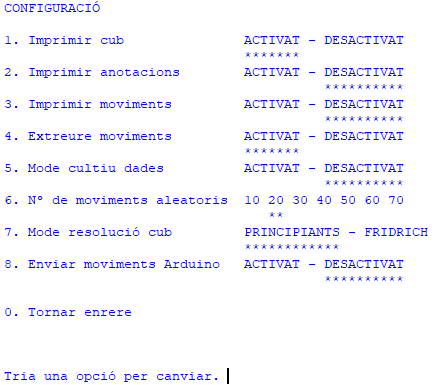 CONFIGURACIÓ
1. Imprimir cub ACTIVAT - DESACTIVAT
*******
2. Imprimir anotacions ACTIVAT - DESACTIVAT
**********
3. Imprimir moviments ACTIVAT - DESACTIVAT
**********
4. Extreure moviments ACTIVAT - DESACTIVAT
*******
5. Mode cultiu dades ACTIVAT - DESACTIVAT
**********
6. Nº de moviments aleatoris 10 20 30 40 50 60 70
**
7. Mode resolució cub PRINCIPIANTS - FRIDRICH
************
8. Enviar moviments Arduino ACTIVAT - DESACTIVAT
**********
0. Tornar enrere
Tria una opció per canviar.